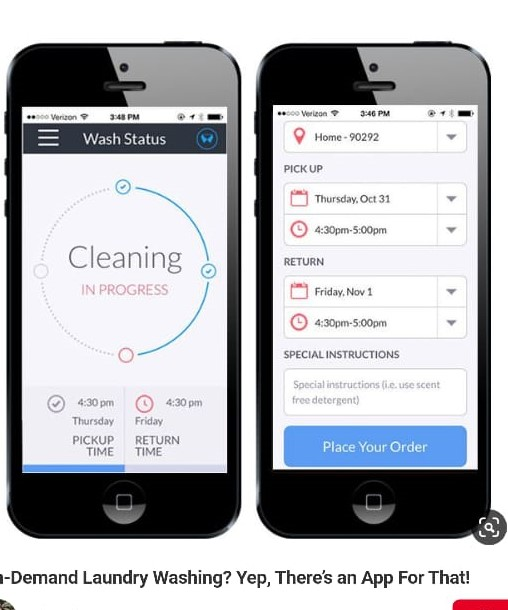 Verizon 3:48 PM
Wash Status
Cleaning
IN PROGRESS
4:30 pm
Thursday
PICKUP
TIME
4:30 pm
Friday
RETURN
TIME
Verizon 3:46 PM
Home - 90292
PICK UP
Thursday, Oct 31
4:30pm-5:00pm
RETURN
Friday, Nov 1
4:30pm-5:00pm
SPECIAL INSTRUCTIONS
Special instructions (i.e. use scent
free detergent)
Place Your Order
-Demand Laundry Washing? Yep, There's an App For That!